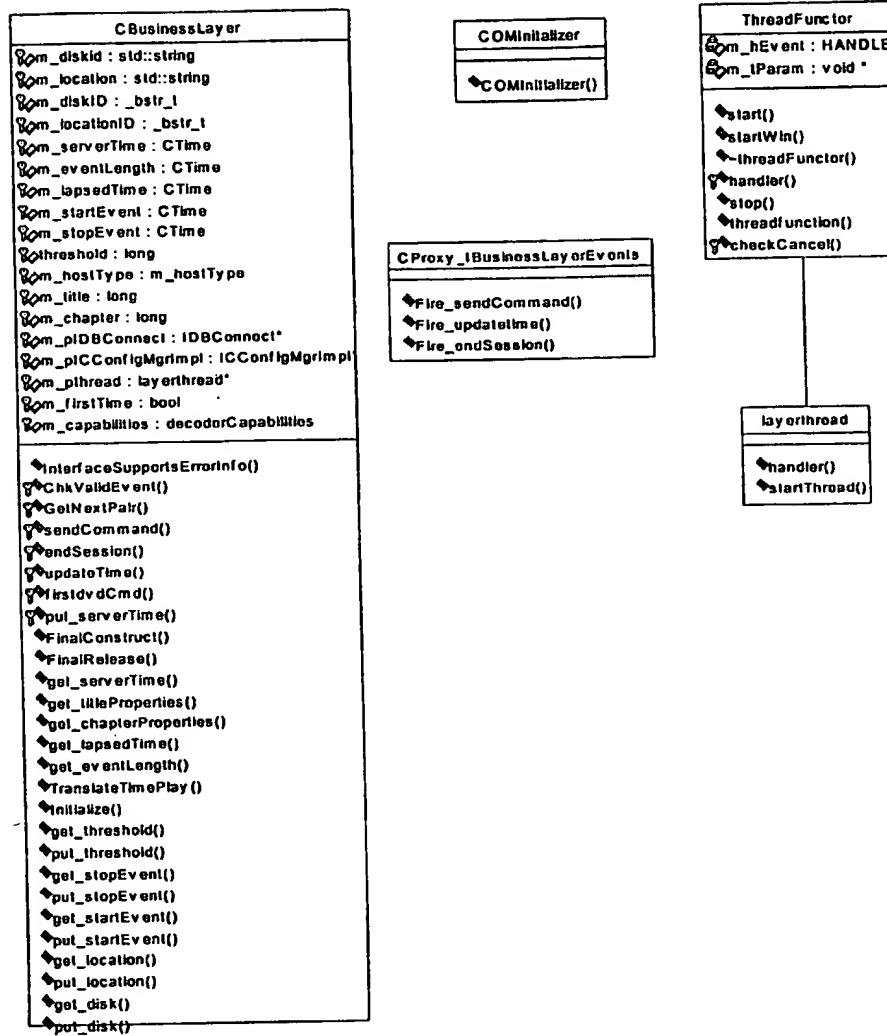 CBusinessLayer
m_diskid : std::string
m_location : std::string
m_diskID : _bstr_t
m_locationID : _bstr_t
m_serverTime : CTime
m_eventLength : CTime
m_lapsedTime : CTime
m_startEvent : CTime
m_stopEvent : CTime
threshold : long
m_hostType : m_hostType
m_title : long
m_chapter : long
m_pIDBConnect : IDBConnect*
m_pICConfigMgrImpl : ICConfigMgrImpl*
m_pthread : layerthread*
m_firstTime : bool
m_capabilities : decoderCapabilities
InterfaceSupportsErrorInfo()
ChkValidEvent()
GetNextPair()
sendCommand()
endSession()
updateTime()
firstdvdCmd()
put_serverTime()
FinalConstruct()
FinalRelease()
get_serverTime()
get_titleProperties()
get_chapterProperties()
get_lapsedTime()
get_eventLength()
TranslateTimePlay()
Initialize()
get_threshold()
put_threshold()
get_stopEvent()
put_stopEvent()
get_startEvent()
put_startEvent()
get_location()
put_location()
get_disk()
put_disk()
COMInitalizer
COMInitializer()
CProxy_IBusinessLayerEvents
Fire_sendCommand()
Fire_updatetime()
Fire_endSession()
ThreadFunctor
m_hEvent : HANDLE
m_tParam : void *
start()
startWin()
~threadFunctor()
handler()
stop()
threadfunction()
checkCancel()
layerthread
handler()
startThread()